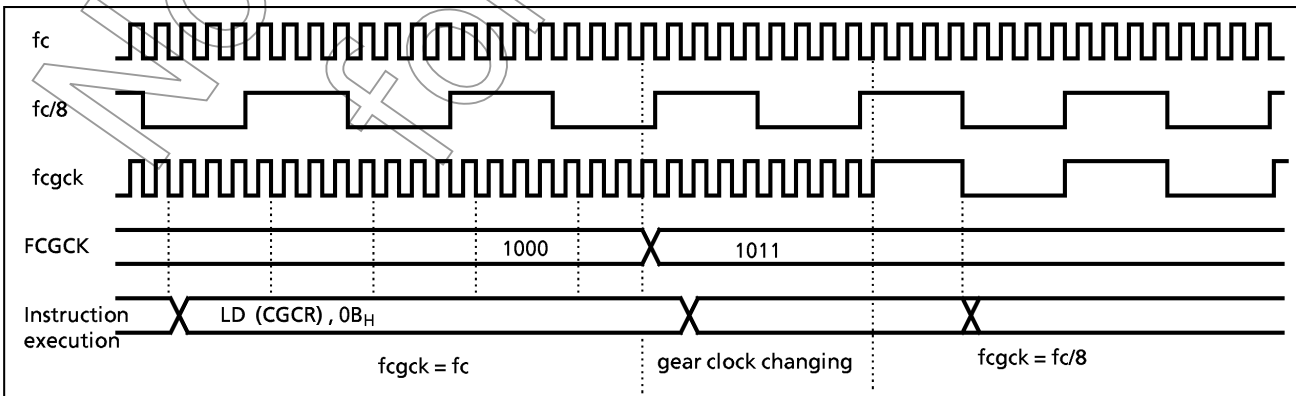 fc
fc/8
fcgck
FCGCK 1000 1011
Instruction execution LD (CGCR) , 0BH
fcgck = fc gear clock changing fcgck = fc/8